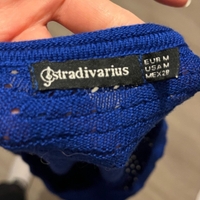 stradivarius
EUR M
USA M
MEX 28